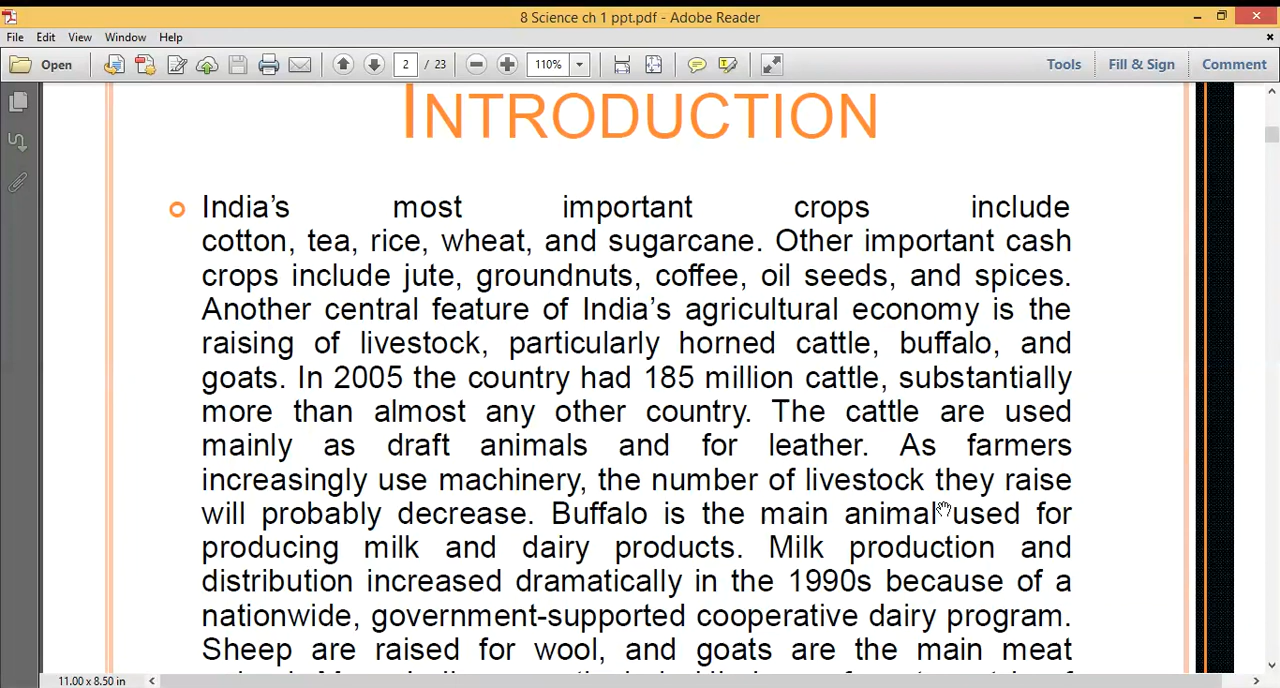 8 Science ch 1 ppt.pdf - Adobe Reader
File Edit View Window Help
Open 2 / 23 110% Tools Fill & Sign Comment
INTRODUCTION
India's most important crops include
cotton, tea, rice, wheat, and sugarcane. Other important cash
crops include jute, groundnuts, coffee, oil seeds, and spices.
Another central feature of India's agricultural economy is the
raising of livestock, particularly horned cattle, buffalo, and
goats. In 2005 the country had 185 million cattle, substantially
more than almost any other country. The cattle are used
mainly as draft animals and for leather. As farmers
increasingly use machinery, the number of livestock they raise
will probably decrease. Buffalo is the main animal used for
producing milk and dairy products. Milk production and
distribution increased dramatically in the 1990s because of a
nationwide, government-supported cooperative dairy program.
Sheep are raised for wool, and goats are the main meat
11.00 x 8.50 in